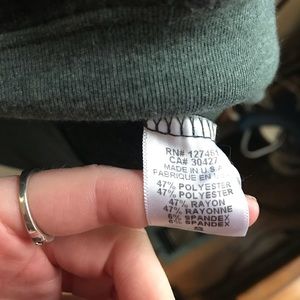 RN# 127461
CA# 30427
MADE IN U.S.A
FABRIQUE EN
47% POLYESTER
47% POLYESTER
47% RAYON
47% RAYONNE
6% SPANDEX
6% SPANDEX
S